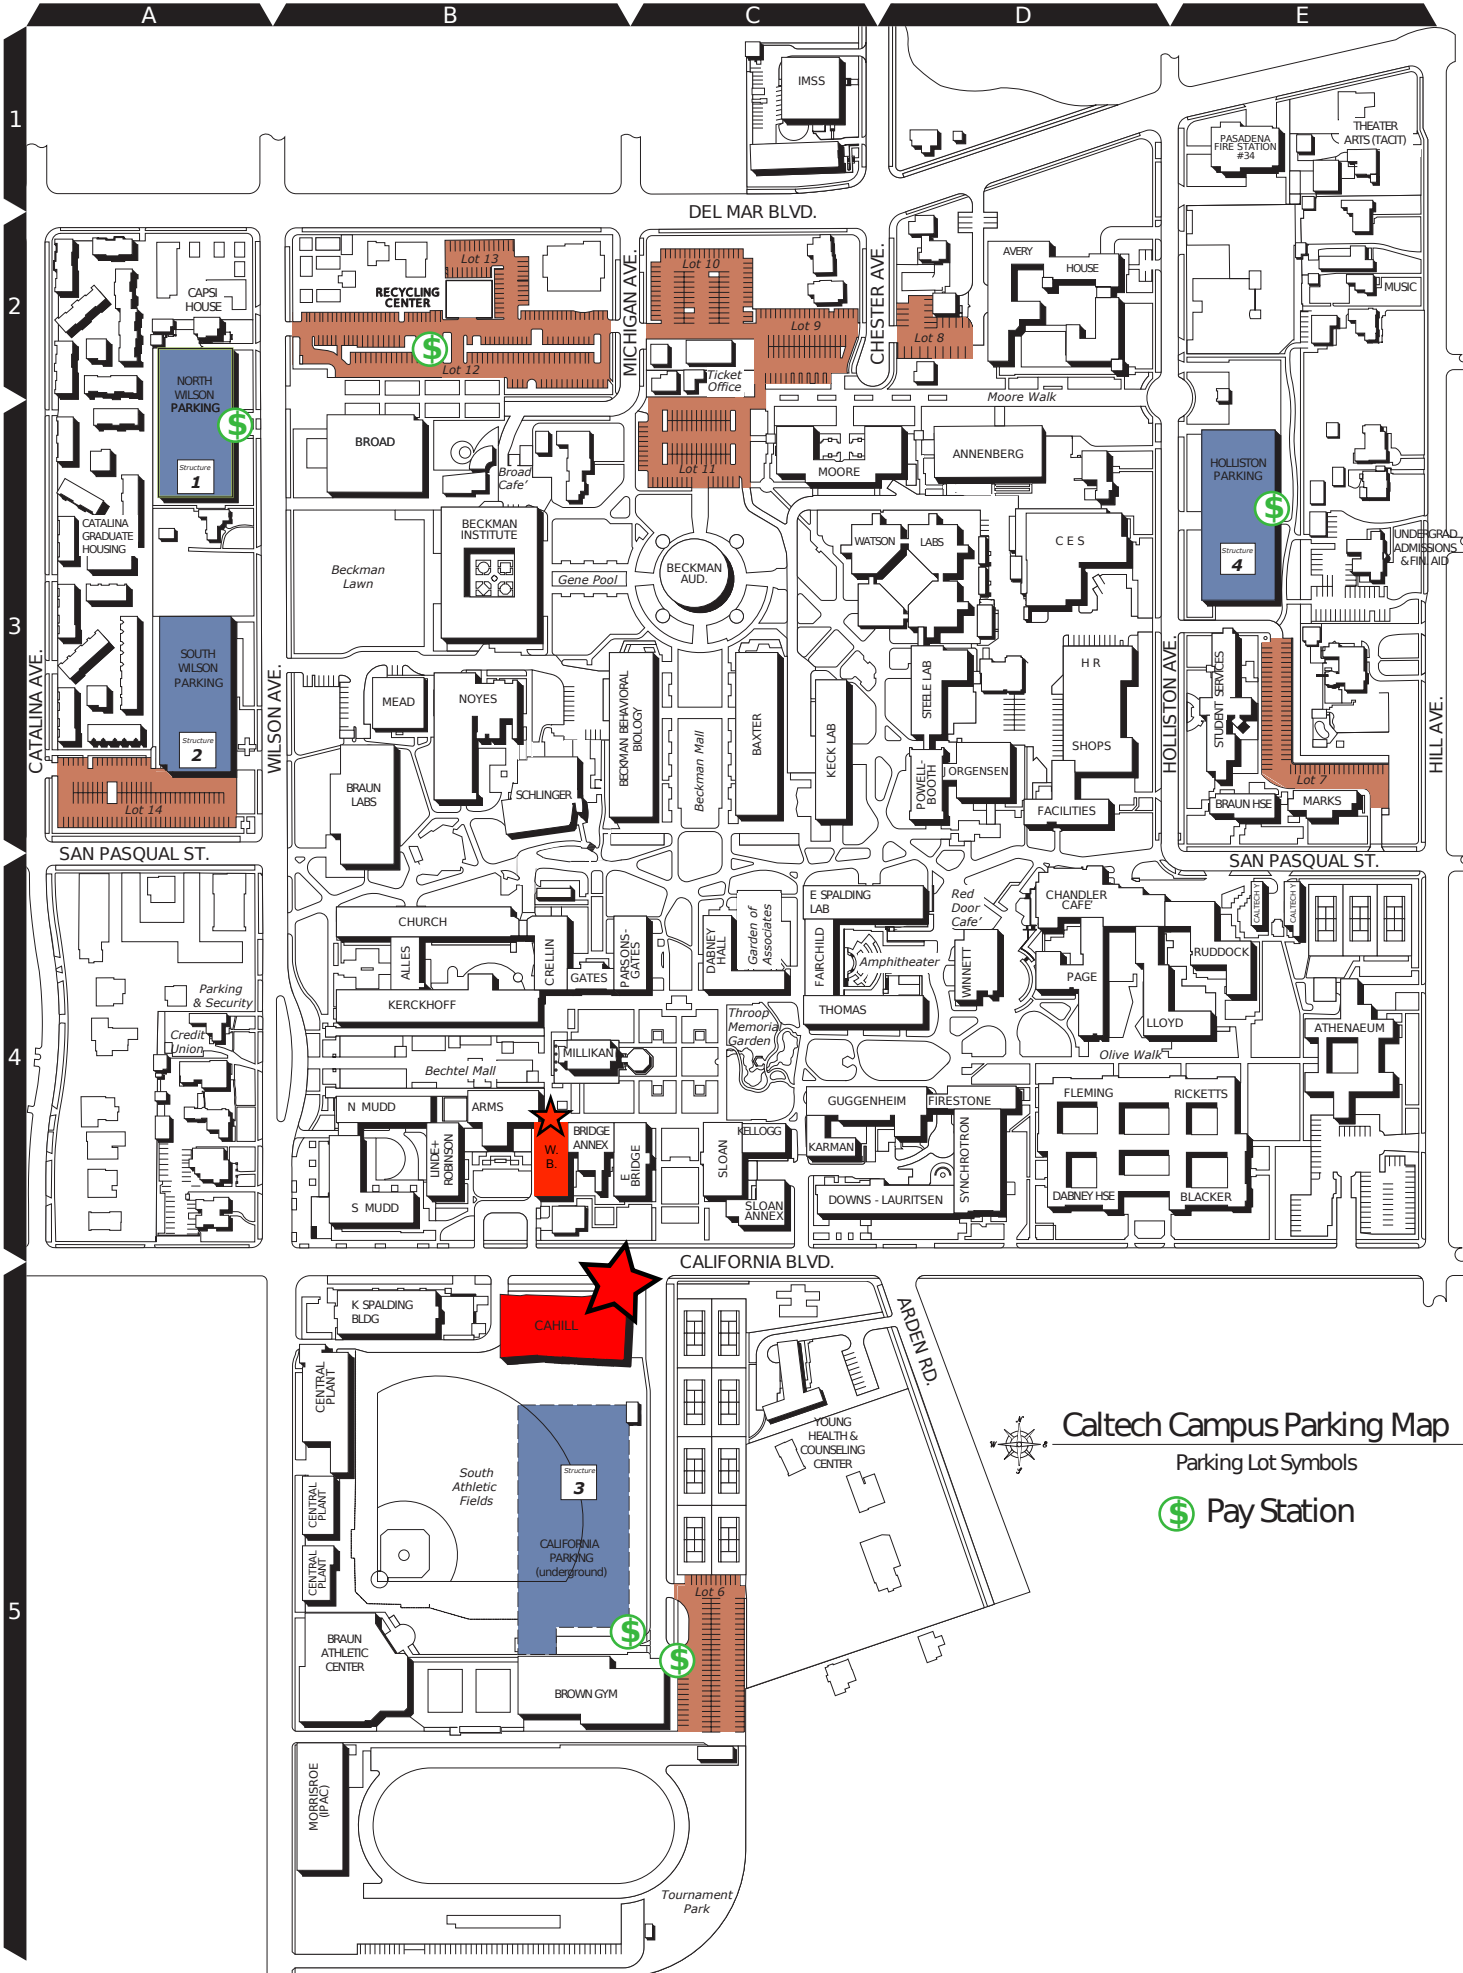 A
B
C
D
E
1
IMSS
PASADENA
FIRE STATION
#34
THEATER
ARTS (TACIT)
DEL MAR BLVD.
2
CAPSI
HOUSE
Lot 13
RECYCLING
CENTER
Lot 12
MICHIGAN AVE.
Lot 10
Lot 9
CHESTER AVE.
Lot 8
AVERY
HOUSE
MUSIC
NORTH
WILSON
PARKING
Structure
1
$
$
Ticket
Office
Moore Walk
BROAD
Broad
Cafe’
Lot 11
MOORE
ANNENBERG
HOLLISTON
PARKING
Structure
4
$
CATALINA
GRADUATE
HOUSING
BECKMAN
INSTITUTE
Beckman
Lawn
Gene Pool
BECKMAN
AUD.
WATSON
LABS
C E S
UNDERGRAD
ADMISSIONS
& FIN. AID
3
CATALINA AVE.
SOUTH
WILSON
PARKING
Structure
2
WILSON AVE.
Lot 14
MEAD
NOYES
BRAUN
LABS
SCHLINGER
BECKMAN BEHAVIORAL
BIOLOGY
Beckman Mall
BAXTER
KECK LAB
STEELE LAB
POWELL-
BOOTH
JORGENSEN
H R
SHOPS
FACILITIES
HOLLISTON AVE.
STUDENT SERVICES
Lot 7
BRAUN HSE
MARKS
HILL AVE.
SAN PASQUAL ST.
SAN PASQUAL ST.
4
CHURCH
ALLES
CRELLIN
GATES
PARSONS-
GATES
KERCKHOFF
DABNEY
HALL
Garden of
Associates
E SPALDING
LAB
FAIRCHILD
Amphitheater
THOMAS
Red
Door
Cafe’
WINNETT
CHANDLER
CAFE'
PAGE
RUDDOCK
LLOYD
CALTECH Y
CALTECH Y
ATHENAEUM
Parking
& Security
Credit
Union
Throop
Memorial
Garden
MILLIKAN
Bechtel Mall
Olive Walk
N MUDD
ARMS
LINDE+
ROBINSON
S MUDD
W.
B.
BRIDGE
ANNEX
E
BRIDGE
SLOAN
KELLOGG
SLOAN
ANNEX
GUGGENHEIM
FIRESTONE
KARMAN
DOWNS - LAURITSEN
SYNCHROTRON
FLEMING
RICKETTS
DABNEY HSE
BLACKER
CALIFORNIA BLVD.
5
K SPALDING
BLDG
CAHILL
ARDEN RD.
CENTRAL
PLANT
CENTRAL
PLANT
CENTRAL
PLANT
South
Athletic
Fields
Structure
3
CALIFORNIA
PARKING
(underground)
YOUNG
HEALTH &
COUNSELING
CENTER
N
W
E
S
Caltech Campus Parking Map
Parking Lot Symbols
$ Pay Station
Lot 6
$
$
BRAUN
ATHLETIC
CENTER
BROWN GYM
MORRISROE
(IPAC)
Tournament
Park